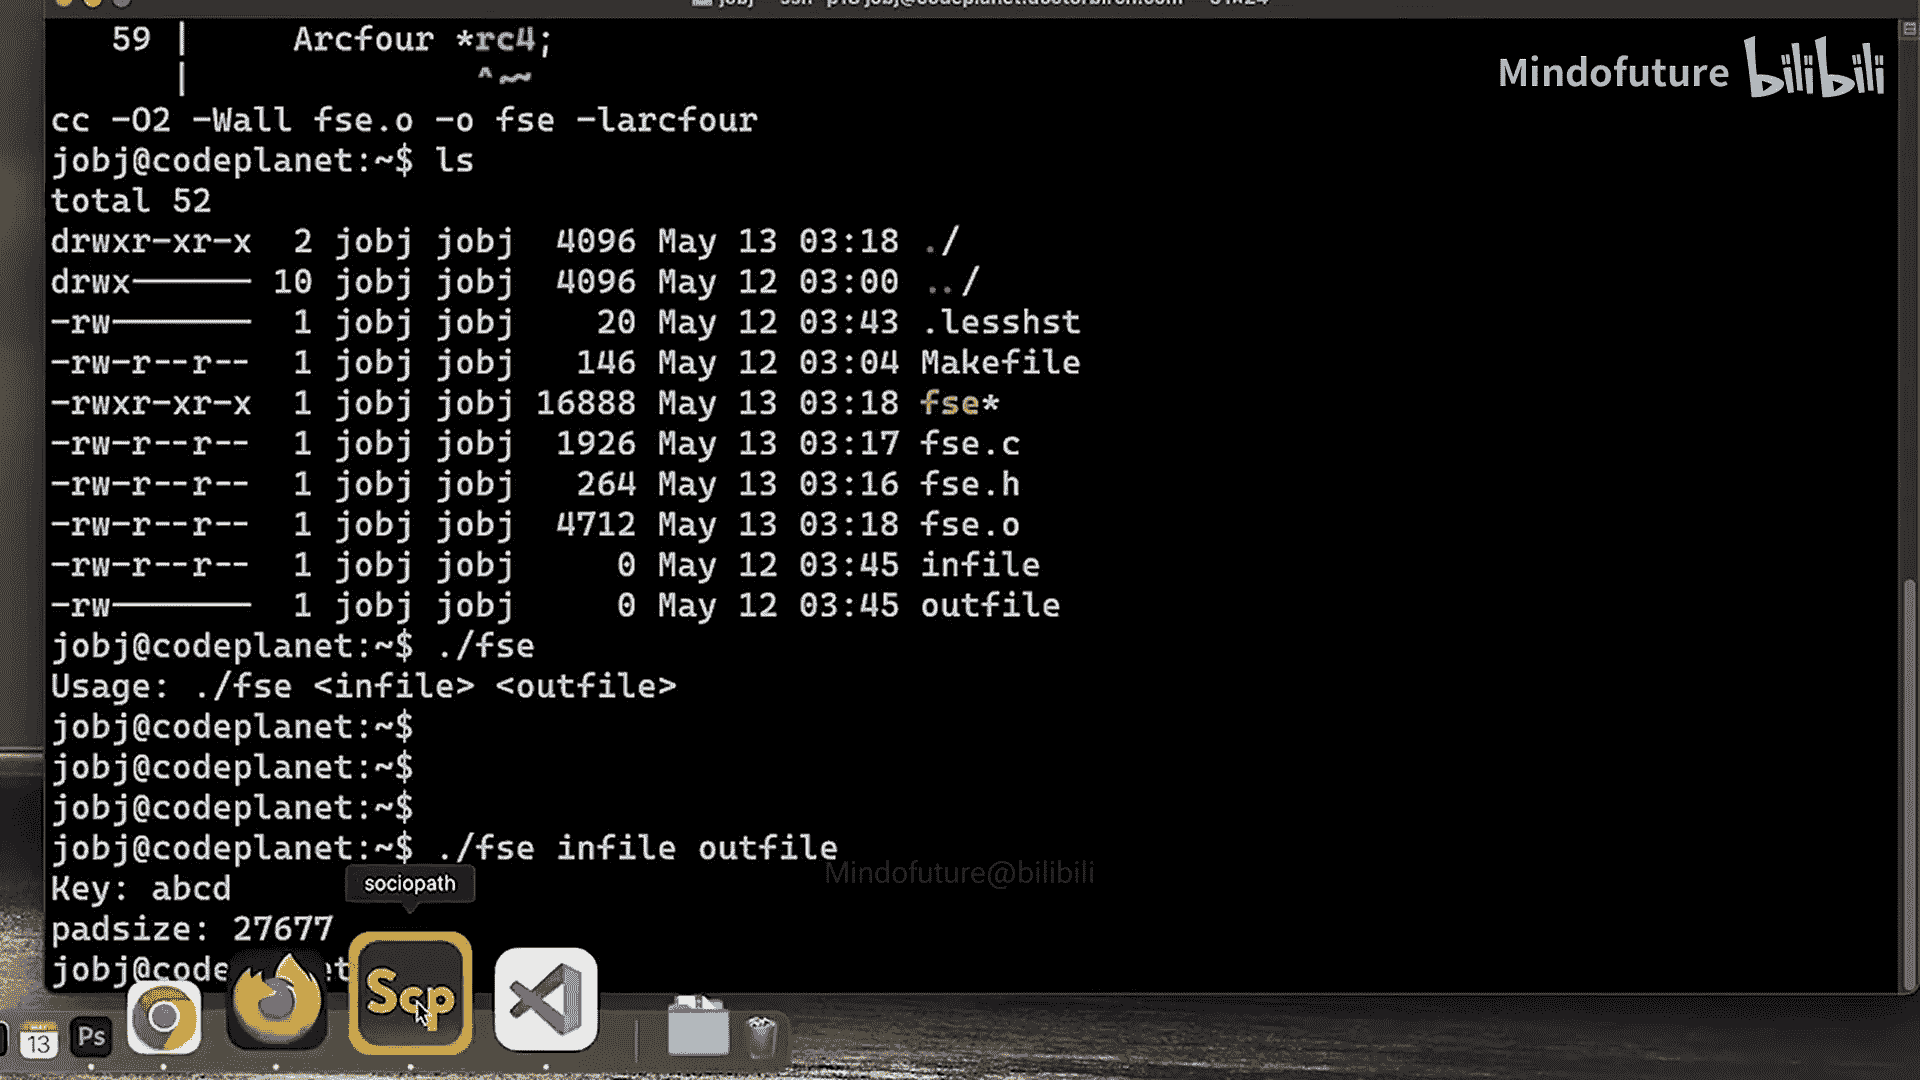 59 |     Arcfour *rc4;
   |             ^~~
Mindofuture bilibili
cc -O2 -Wall fse.o -o fse -larcfour
jobj@codeplanet:~$ ls
total 52
drwxr-xr-x  2 jobj jobj  4096 May 13 03:18 ./
drwx------ 10 jobj jobj  4096 May 12 03:00 ../
-rw-------  1 jobj jobj    20 May 12 03:43 .lesshst
-rw-r--r--  1 jobj jobj   146 May 12 03:04 Makefile
-rwxr-xr-x  1 jobj jobj 16888 May 13 03:18 fse*
-rw-r--r--  1 jobj jobj  1926 May 13 03:17 fse.c
-rw-r--r--  1 jobj jobj   264 May 13 03:16 fse.h
-rw-r--r--  1 jobj jobj  4712 May 13 03:18 fse.o
-rw-r--r--  1 jobj jobj     0 May 12 03:45 infile
-rw-------  1 jobj jobj     0 May 12 03:45 outfile
jobj@codeplanet:~$ ./fse
Usage: ./fse <infile> <outfile>
jobj@codeplanet:~$
jobj@codeplanet:~$
jobj@codeplanet:~$
jobj@codeplanet:~$ ./fse infile outfile
Mindofuture@bilibili
Key: abcd
sociopath
padsize: 27677
jobj@code
Scp
13
Ps